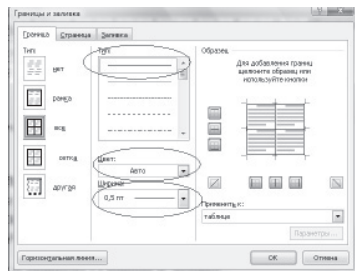 Границы и заливка
Граница Страница Заливка
Тип:
нет
рамка
все
сетка
другая
Тип:
Цвет:
Авто
Ширина:
0,5 пт
Образец
Для добавления границ
щелкните образец или
используйте кнопки
Применить к:
таблица
Параметры...
Горизонтальная линия...
ОК Отмена